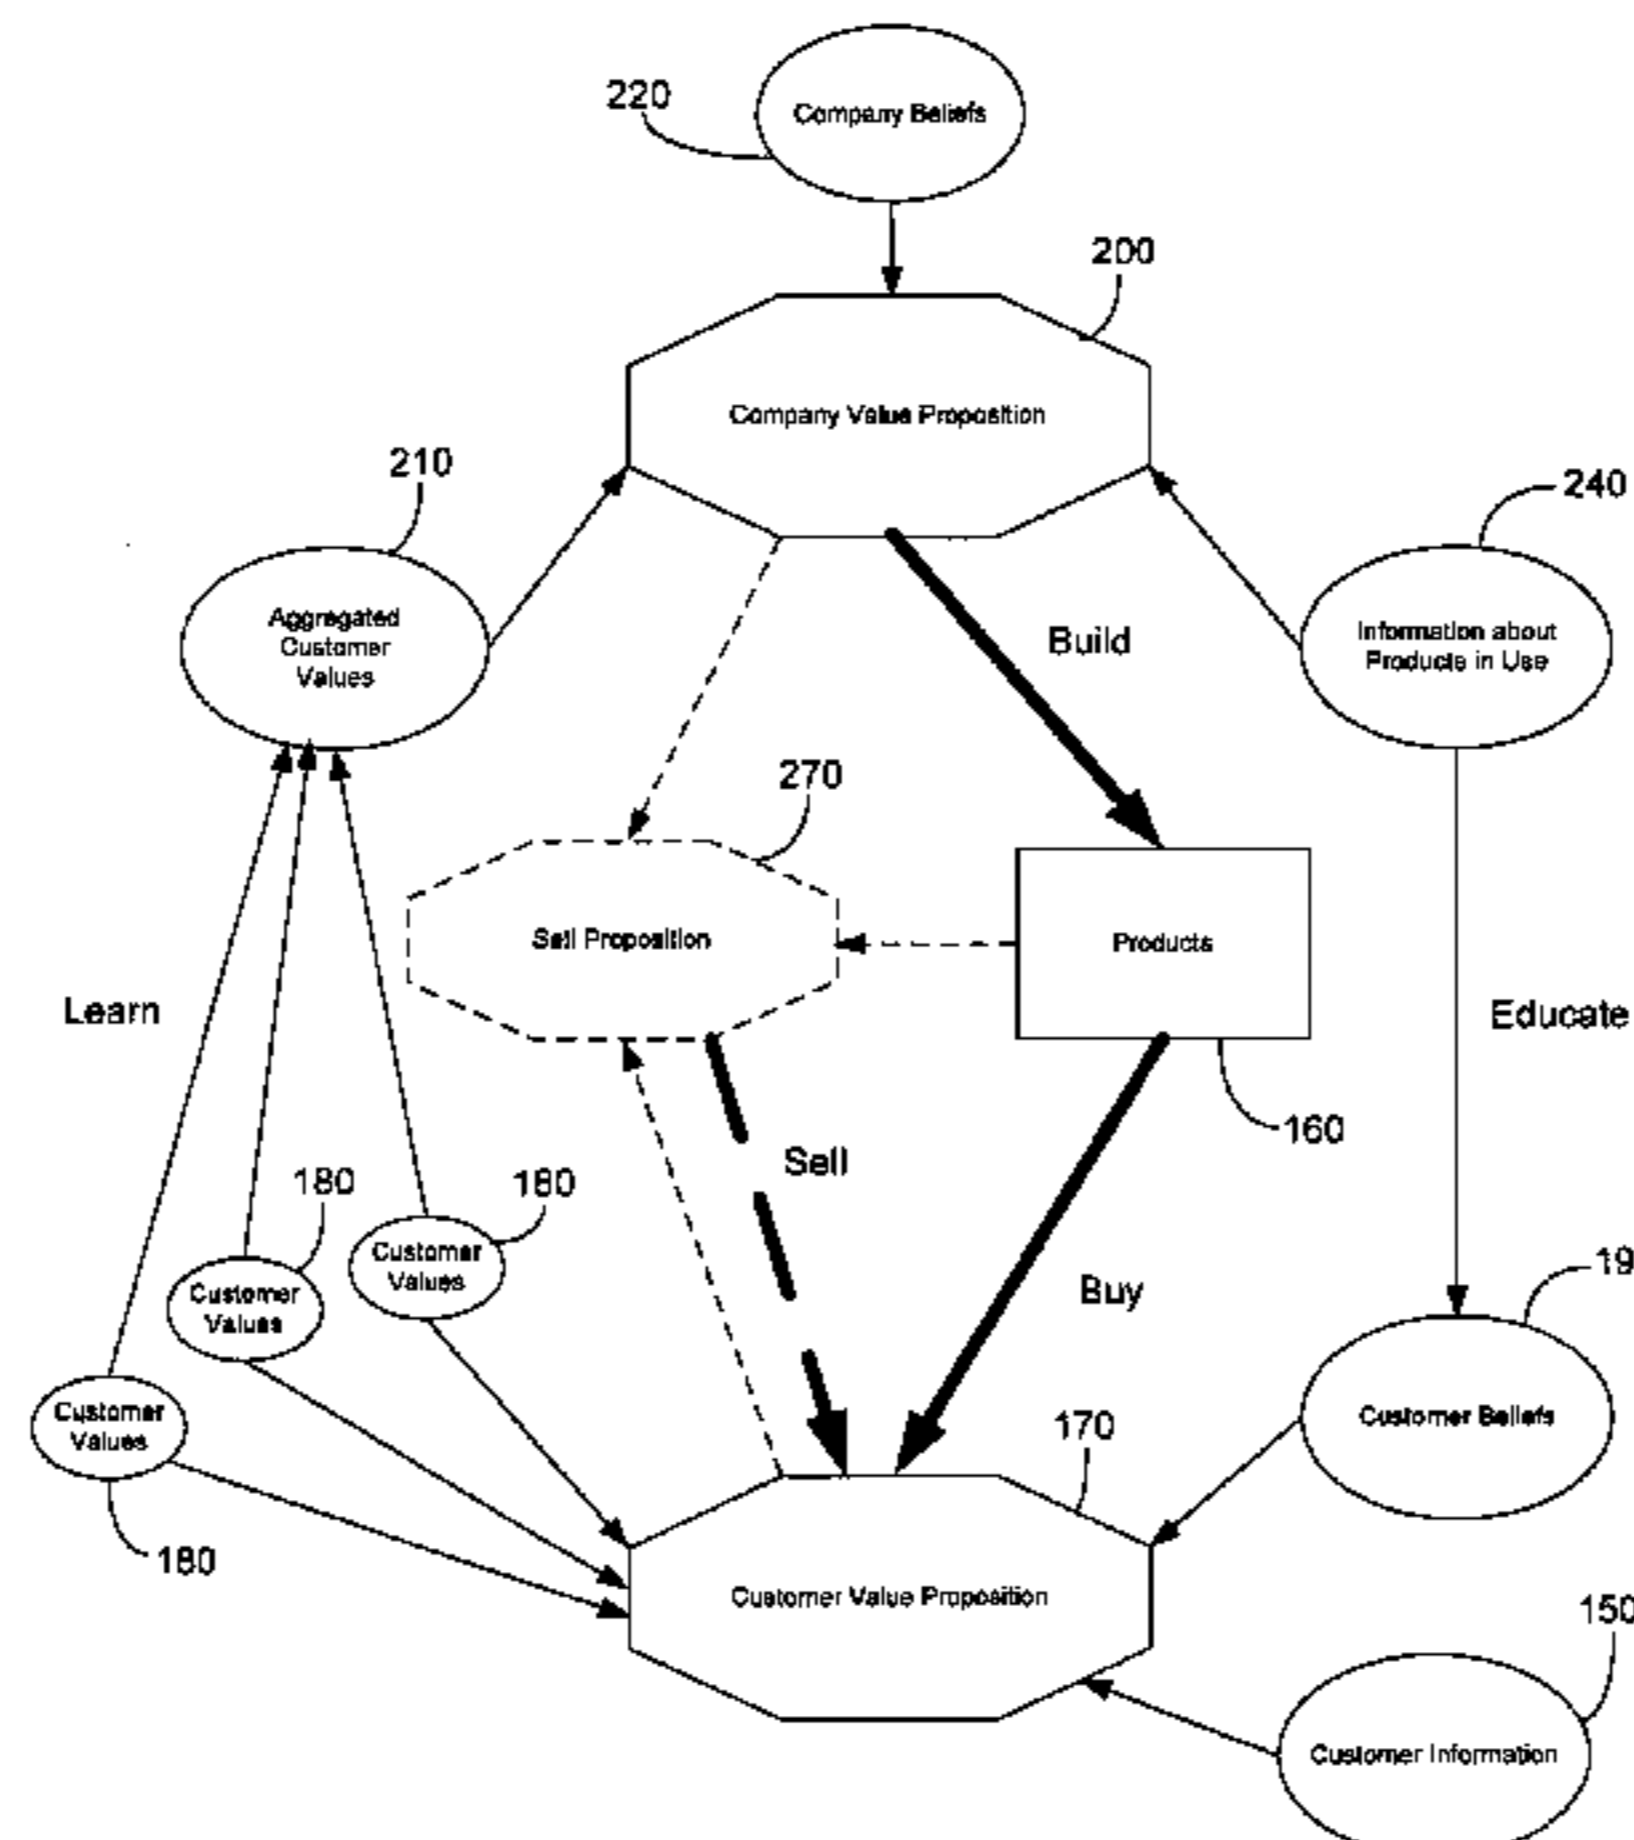 220
Company Beliefs
200
Company Value Proposition
210
240
Aggregated
Customer
Values
Build
Information about
Products in Use
270
Sell Proposition
Products
Learn
Educate
160
Sell
180
180
Customer
Values
Customer
Values
Buy
19
Customer
Values
170
Customer Beliefs
180
Customer Value Proposition
150
Customer Information